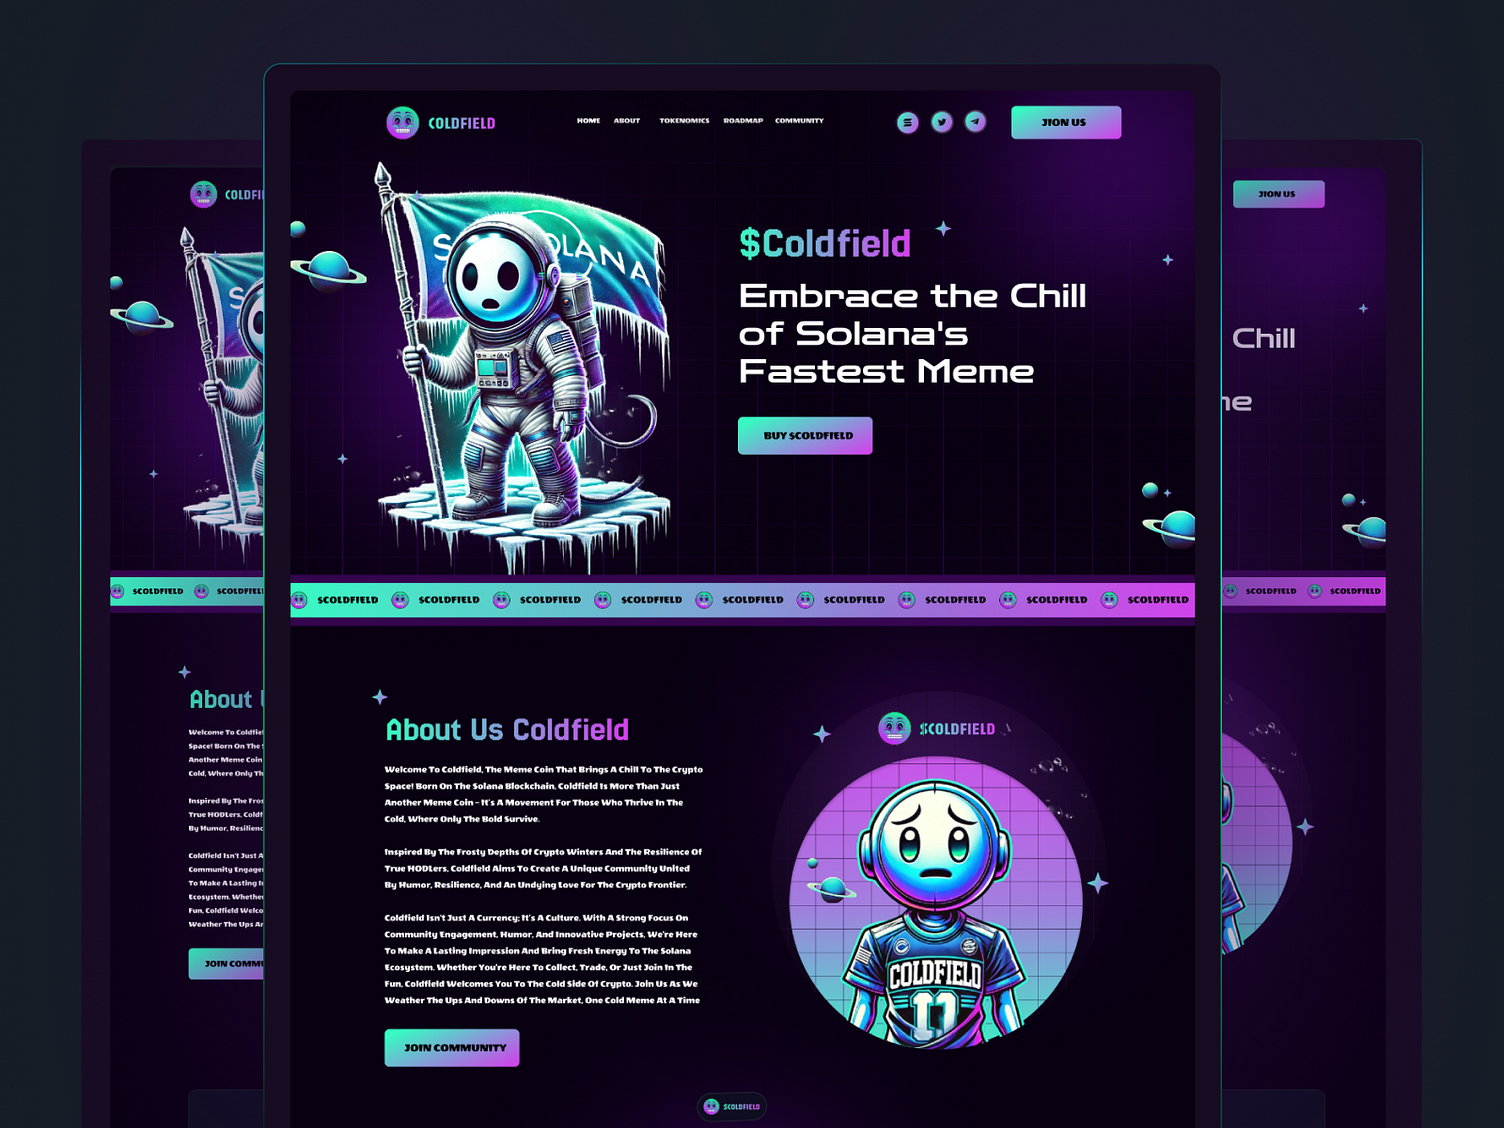 COLDFIELD
HOME ABOUT TOKENOMICS ROADMAP COMMUNITY
JION US
SOLANA
$Coldfield
Embrace the Chill
of Solana's
Fastest Meme
BUY $COLDFIELD
$COLDFIELD $COLDFIELD $COLDFIELD $COLDFIELD $COLDFIELD $COLDFIELD $COLDFIELD $COLDFIELD $COLDFIELD
About Us Coldfield
Welcome To Coldfield, The Meme Coin That Brings A Chill To The Crypto
Space! Born On The Solana Blockchain, Coldfield Is More Than Just
Another Meme Coin – It's A Movement For Those Who Thrive In The
Cold, Where Only The Bold Survive.
Inspired By The Frosty Depths Of Crypto Winters And The Resilience Of
True HODLers, Coldfield Aims To Create A Unique Community United
By Humor, Resilience, And An Undying Love For The Crypto Frontier.
Coldfield Isn't Just A Currency; It's A Culture. With A Strong Focus On
Community Engagement, Humor, And Innovative Projects, We're Here
To Make A Lasting Impression And Bring Fresh Energy To The Solana
Ecosystem. Whether You're Here To Collect, Trade, Or Just Join In The
Fun, Coldfield Welcomes You To The Cold Side Of Crypto. Join Us As We
Weather The Ups And Downs Of The Market, One Cold Meme At A Time
JOIN COMMUNITY
$COLDFIELD
COLDFIELD
$COLDFIELD
COLDFI
$COLDFIELD $COLDFIEL
About U
Welcome To Coldfiel
Space! Born On The S
Another Meme Coin
Cold, Where Only Th
Inspired By The Fros
True HODLers, Coldf
By Humor, Resilienc
Coldfield Isn't Just A
Community Engage
To Make A Lasting I
Ecosystem. Whethe
Fun, Coldfield Welco
Weather The Ups An
JOIN COMMU
JION US
Chill
ne
$COLDFIELD $COLDFIELD